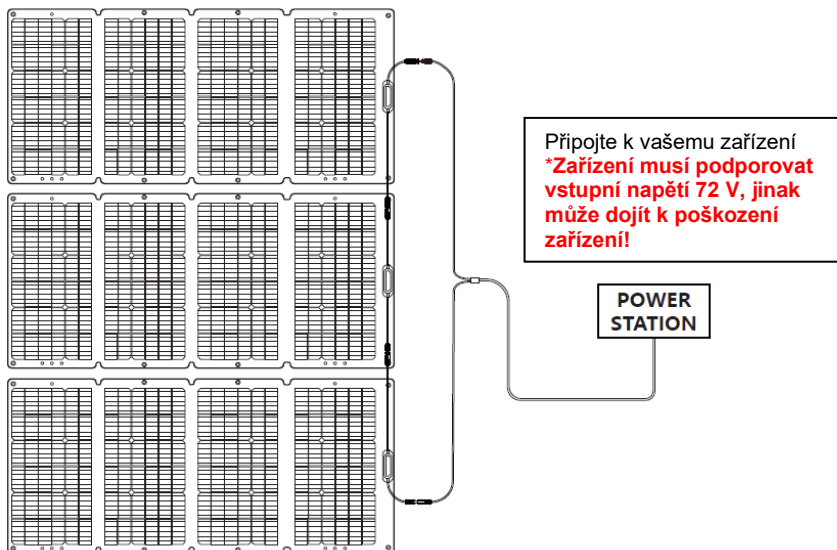 Připojte k vašemu zařízení
*Zařízení musí podporovat
vstupní napětí 72 V, jinak
může dojít k poškození
zařízení!
POWER
STATION